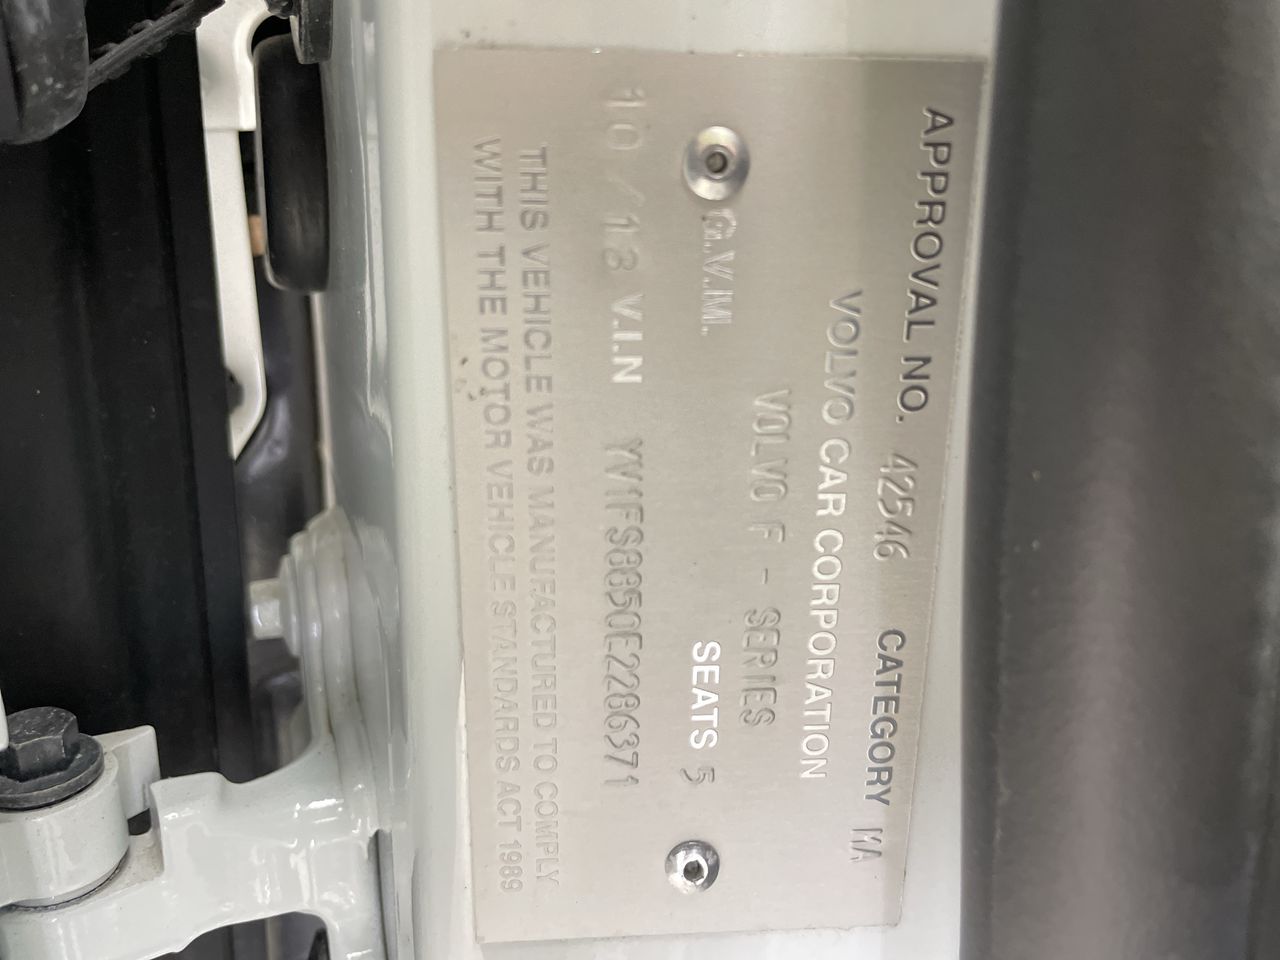 APPROVAL NO. 42546 CATEGORY MA
VOLVO CAR CORPORATION
VOLVO F - SERIES
G.V.M. SEATS 5
10/13 V.I.N YV1FS8850E2286371
THIS VEHICLE WAS MANUFACTURED TO COMPLY
WITH THE MOTOR VEHICLE STANDARDS ACT 1989